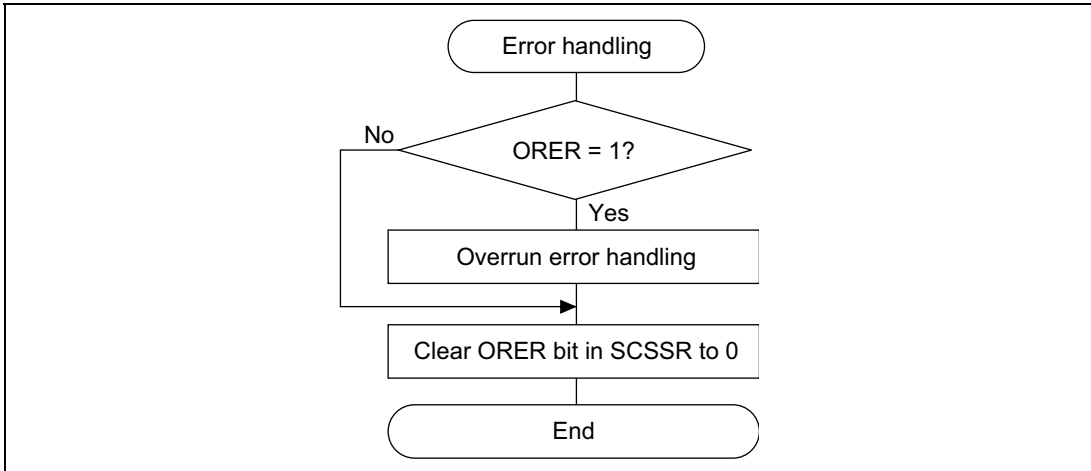 Error handling
No
ORER = 1?
Yes
Overrun error handling
Clear ORER bit in SCSSR to 0
End